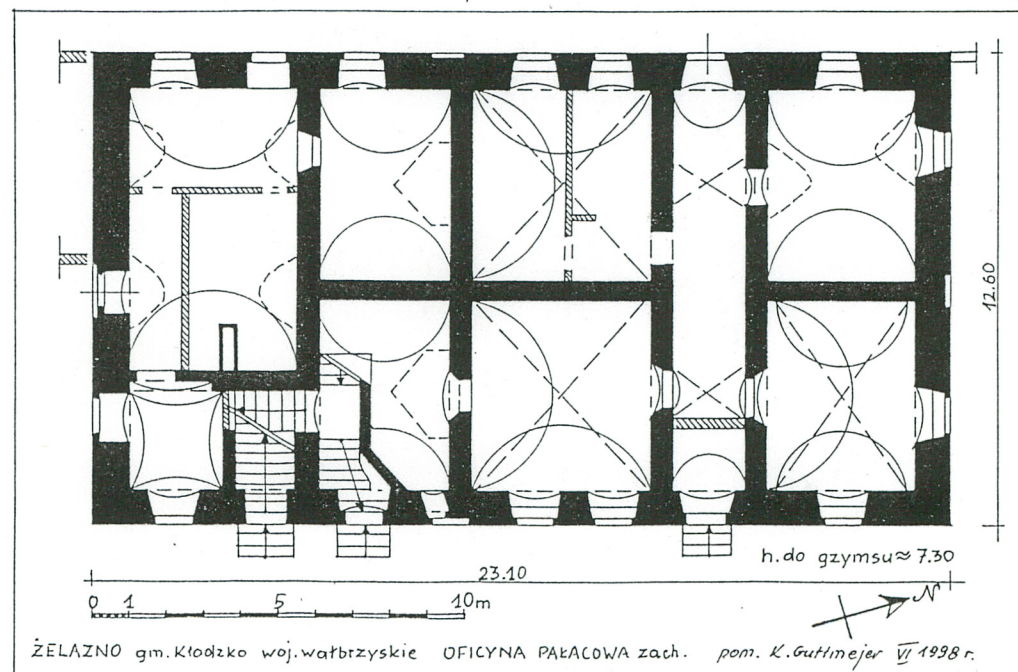 12.60
h. do gzymsu ≈ 7.30
23.10
0 1 5 10m
N
ŻELAZNO gm. Kłodzko woj. wałbrzyskie OFICYNA PAŁACOWA zach. pom. K. Guttmejer VI 1998 r.